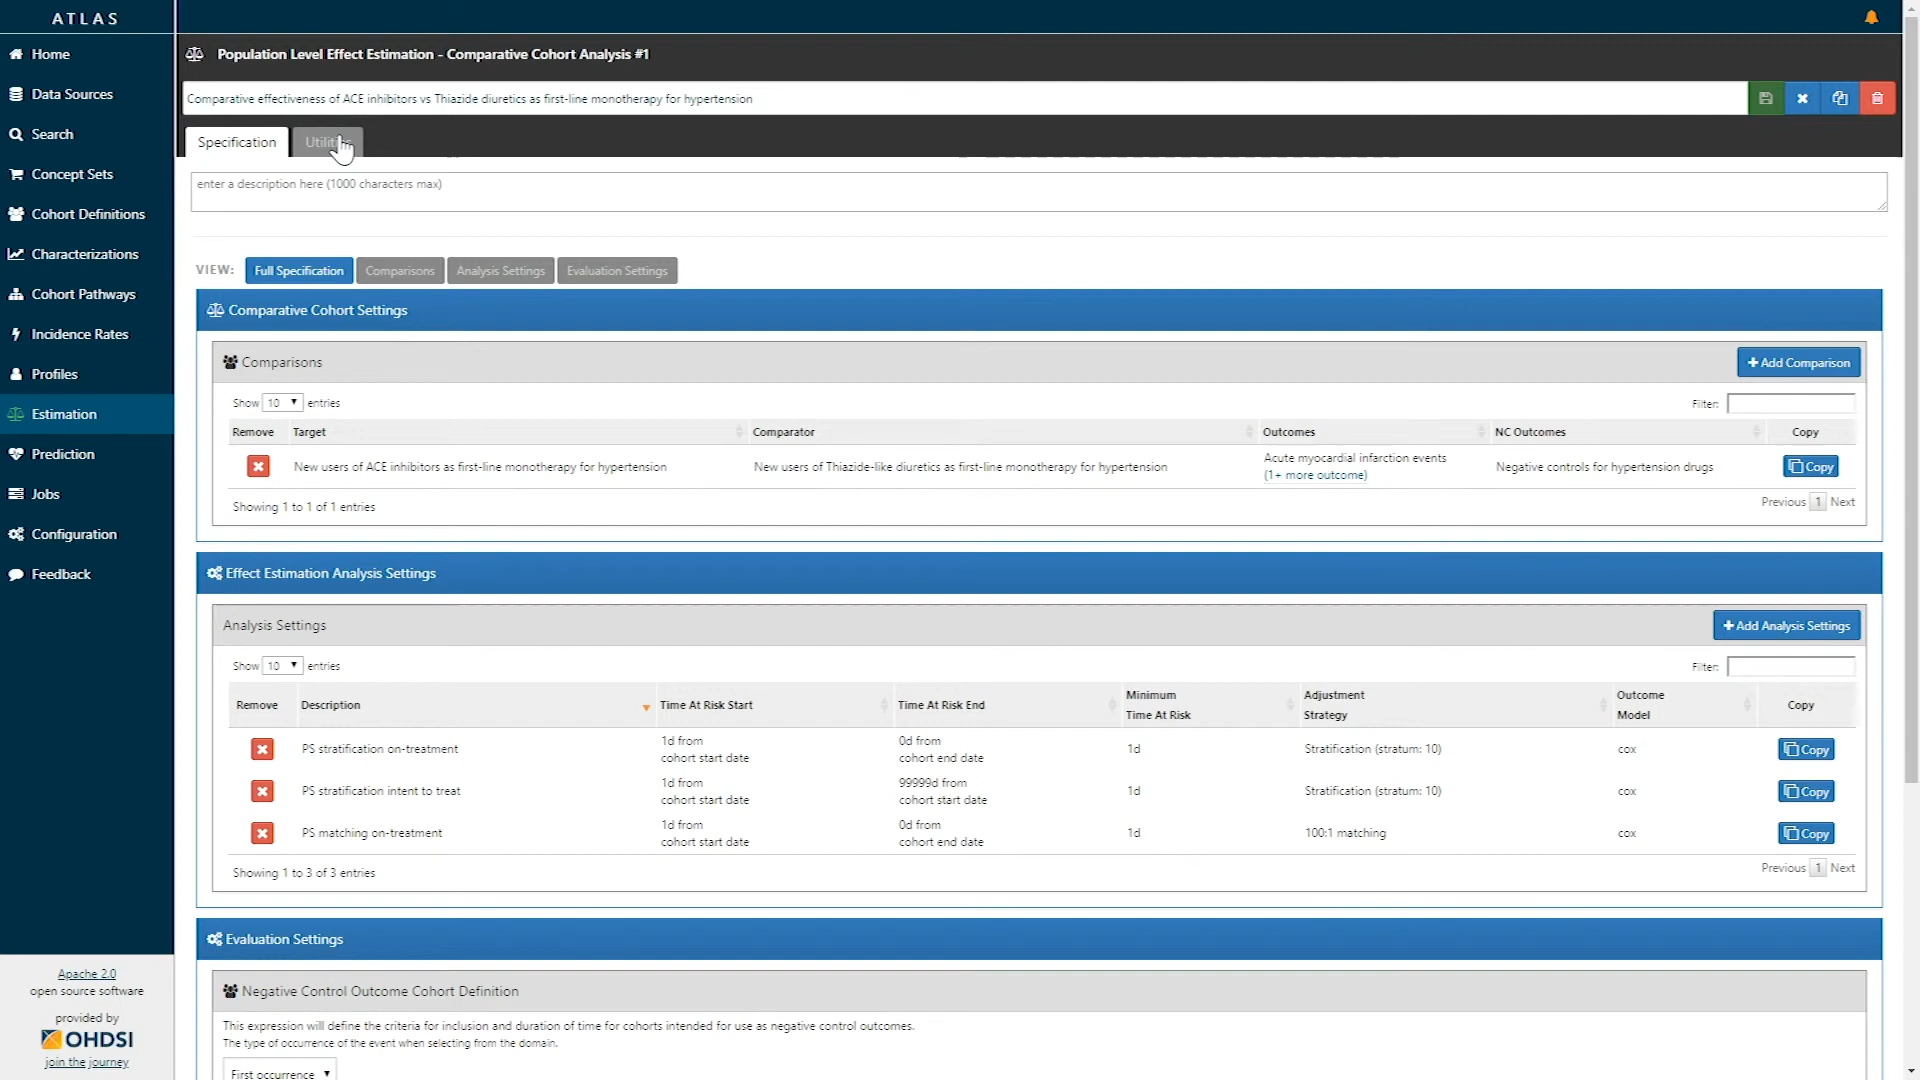 ATLAS
Home
Data Sources
Search
Concept Sets
Cohort Definitions
Characterizations
Cohort Pathways
Incidence Rates
Profiles
Estimation
Prediction
Jobs
Configuration
Feedback
Apache 2.0
open source software
provided by
OHDSI
join the journey
Population Level Effect Estimation - Comparative Cohort Analysis #1
Comparative effectiveness of ACE inhibitors vs Thiazide diuretics as first-line monotherapy for hypertension
Specification
enter a description here (1000 characters max)
VIEW: Full Specification Comparisons Analysis Settings Evaluation Settings
Comparative Cohort Settings
Comparisons
Add Comparison
Show 10 entries
Filter:
Remove Target Comparator Outcomes NC Outcomes Copy
New users of ACE inhibitors as first-line monotherapy for hypertension
New users of Thiazide-like diuretics as first-line monotherapy for hypertension
Acute myocardial infarction events
(1+ more outcome)
Negative controls for hypertension drugs
Copy
Showing 1 to 1 of 1 entries
Previous 1 Next
Effect Estimation Analysis Settings
Analysis Settings
Add Analysis Settings
Show 10 entries
Filter:
Remove Description Time At Risk Start Time At Risk End
Minimum
Time At Risk
Adjustment
Strategy
Outcome
Model
Copy
PS stratification on-treatment
1d from
cohort start date
0d from
cohort end date
1d
Stratification (stratum: 10)
cox
Copy
PS stratification intent to treat
1d from
cohort start date
99999d from
cohort start date
1d
Stratification (stratum: 10)
cox
Copy
PS matching on-treatment
1d from
cohort start date
0d from
cohort end date
1d
100:1 matching
cox
Copy
Showing 1 to 3 of 3 entries
Previous 1 Next
Evaluation Settings
Negative Control Outcome Cohort Definition
This expression will define the criteria for inclusion and duration of time for cohorts intended for use as negative control outcomes.
The type of occurrence of the event when selecting from the domain.
First occurrence